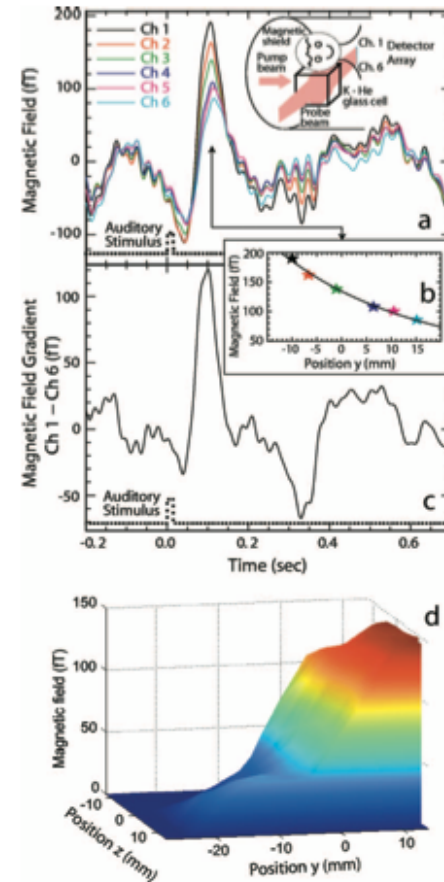 200
100
0
-100
Magnetic Field (fT)
Ch 1
Ch 2
Ch 3
Ch 4
Ch 5
Ch 6
Magnetic
shield
Pump
beam
Probe
beam
Ch. 1
Ch. 6
Detector
Array
K - He
glass cell
Auditory
Stimulus
a
b
200
150
100
50
Magnetic Field (fT)
-10 -5 0 5 10 15
Position y (mm)
100
50
0
-50
Magnetic Field Gradient
Ch 1 – Ch 6 (fT)
Auditory
Stimulus
c
-0.2 0.0 0.2 0.4 0.6
Time (sec)
d
150
100
50
0
Magnetic field (fT)
-10
0
10
Position z (mm)
-20 -10 0 10
Position y (mm)